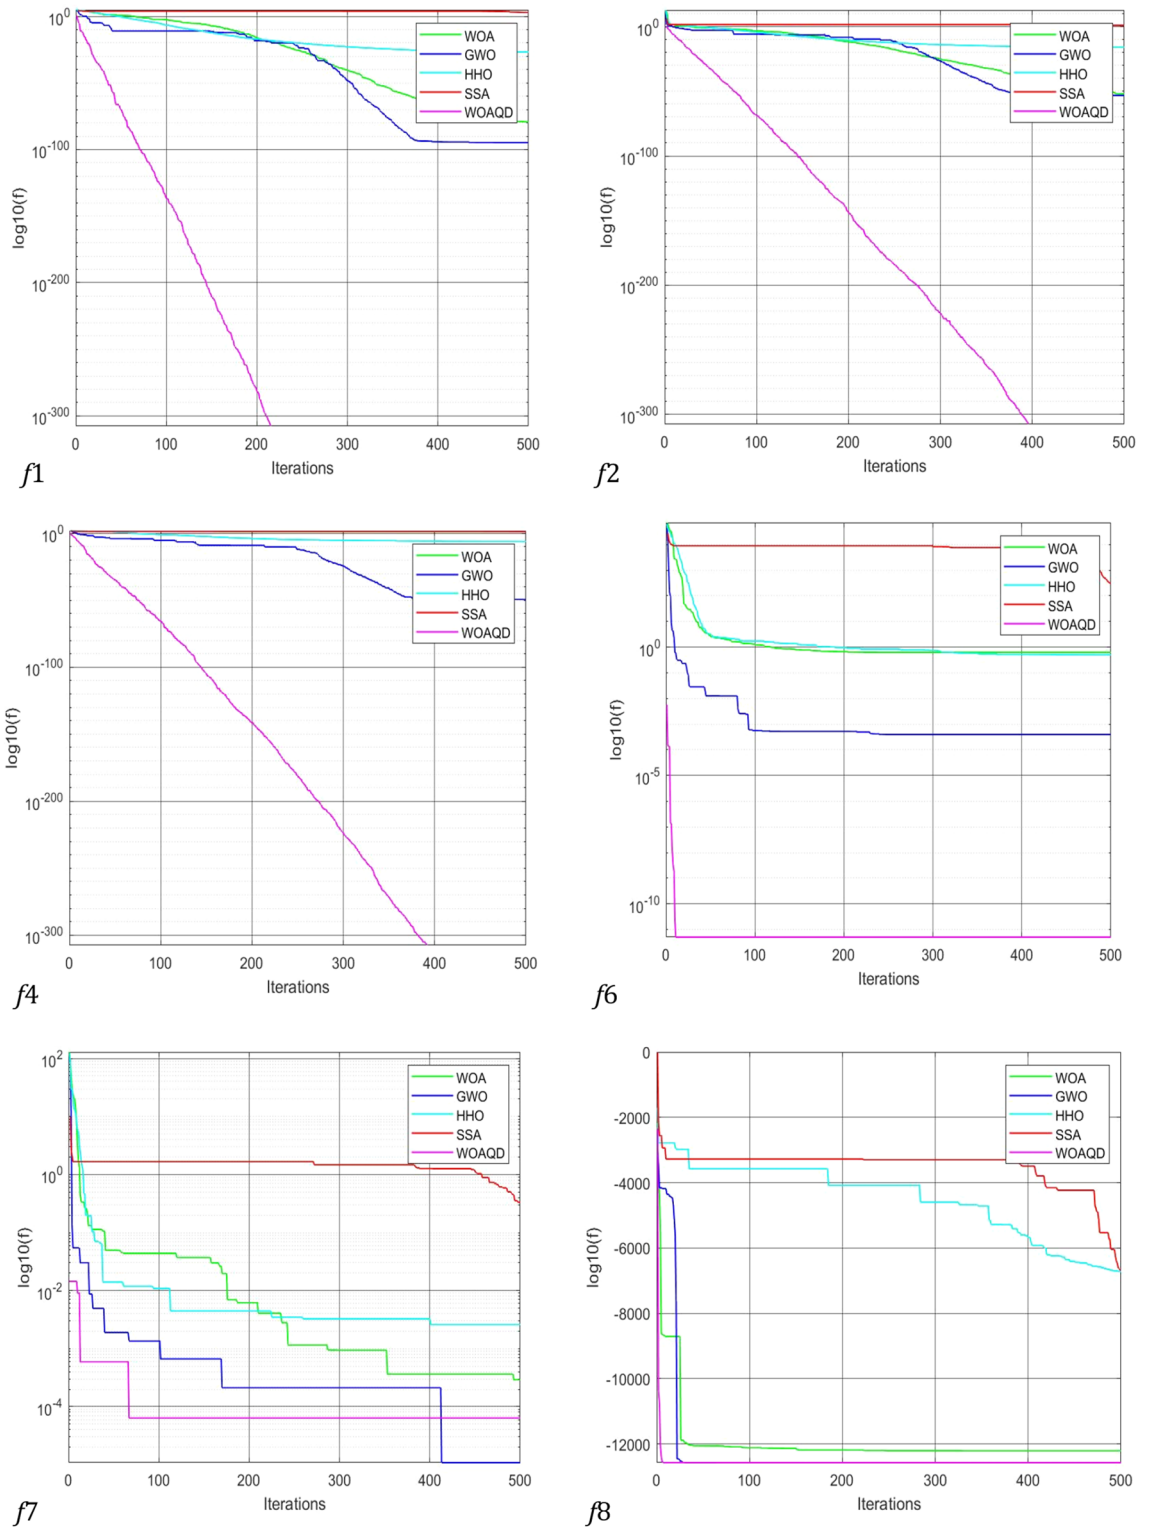 10^0
10^-100
10^-200
10^-300
log10(f)
0 100 200 300 400 500
Iterations
WOA
GWO
HHO
SSA
WOAQD
f1
10^0
10^-100
10^-200
10^-300
log10(f)
0 100 200 300 400 500
Iterations
WOA
GWO
HHO
SSA
WOAQD
f2
10^0
10^-100
10^-200
10^-300
log10(f)
0 100 200 300 400 500
Iterations
WOA
GWO
HHO
SSA
WOAQD
f4
10^0
10^-5
10^-10
log10(f)
0 100 200 300 400 500
Iterations
WOA
GWO
HHO
SSA
WOAQD
f6
10^2
10^0
10^-2
10^-4
log10(f)
0 100 200 300 400 500
Iterations
WOA
GWO
HHO
SSA
WOAQD
f7
0
-2000
-4000
-6000
-8000
-10000
-12000
log10(f)
0 100 200 300 400 500
Iterations
WOA
GWO
HHO
SSA
WOAQD
f8